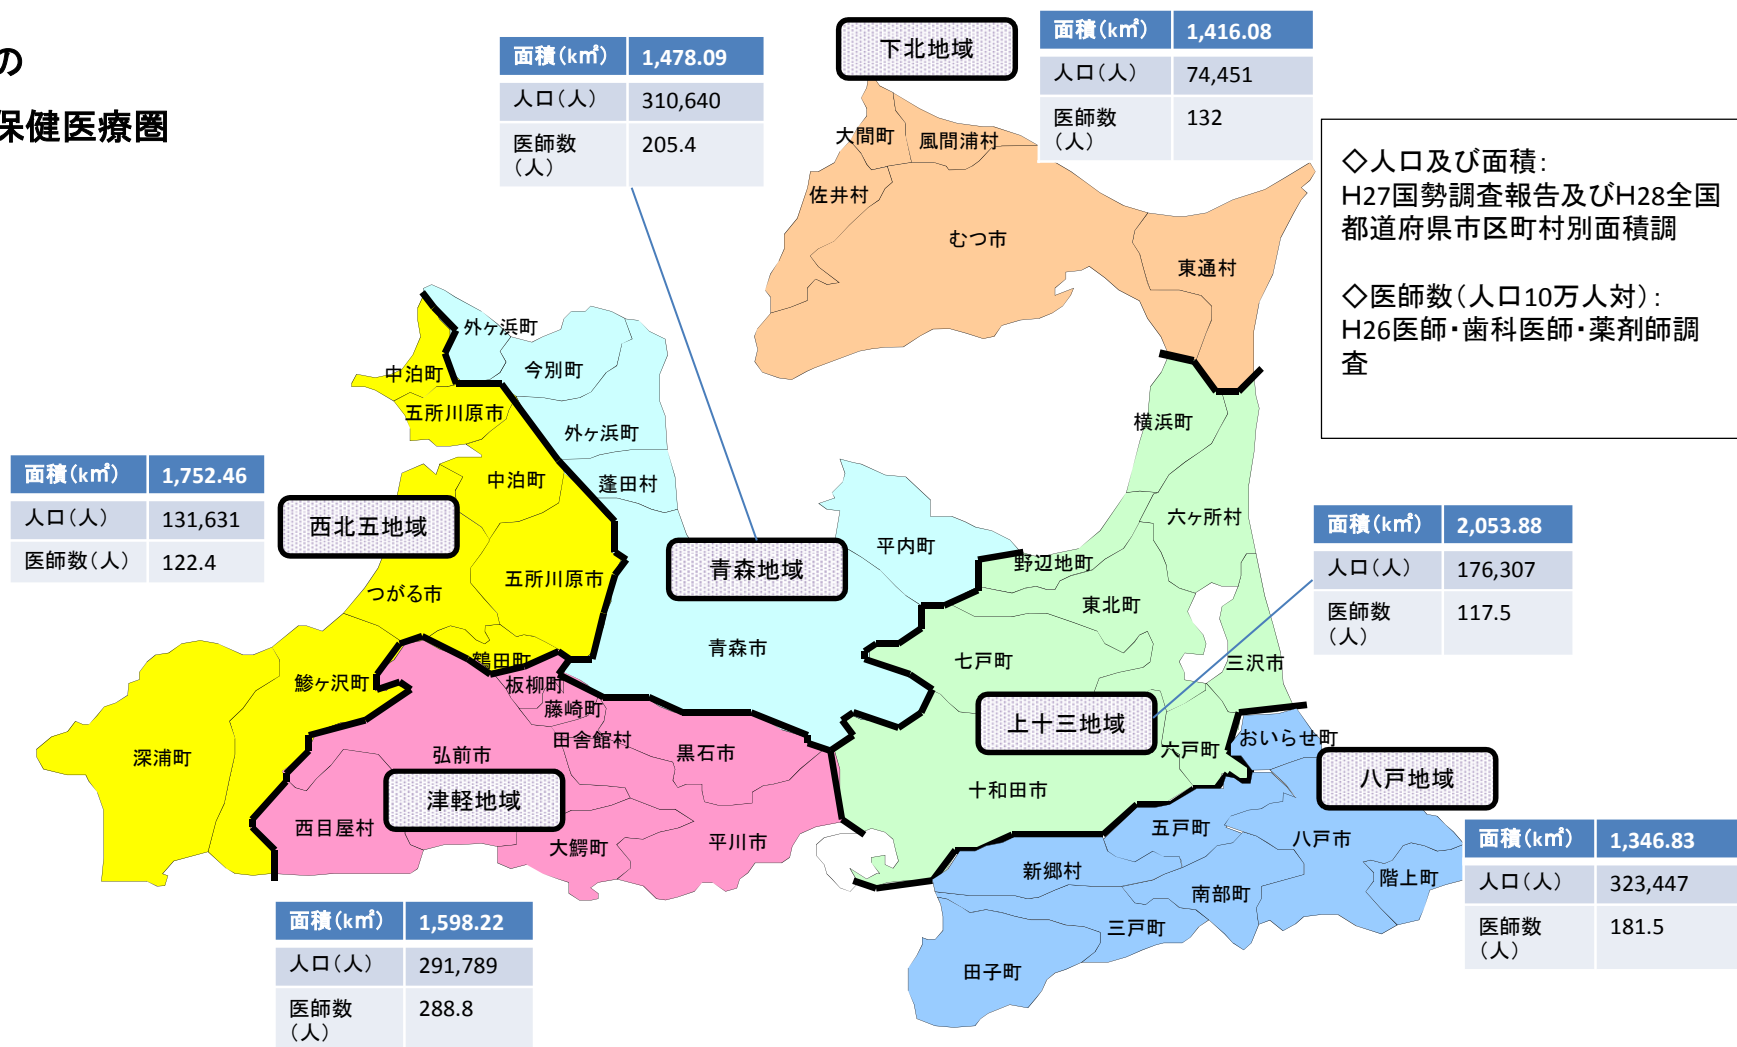 の
保健医療圏
面積(k㎡) 1,478.09
人口(人) 310,640
医師数(人) 205.4
下北地域
面積(k㎡) 1,416.08
人口(人) 74,451
医師数(人) 132
◇人口及び面積:
H27国勢調査報告及びH28全国
都道府県市区町村別面積調
◇医師数(人口10万人対):
H26医師・歯科医師・薬剤師調
査
大間町
風間浦村
佐井村
むつ市
東通村
外ヶ浜町
今別町
中泊町
五所川原市
外ヶ浜町
横浜町
面積(k㎡) 1,752.46
人口(人) 131,631
医師数(人) 122.4
中泊町
蓬田村
西北五地域
六ヶ所村
面積(k㎡) 2,053.88
人口(人) 176,307
医師数(人) 117.5
平内町
野辺地町
青森地域
五所川原市
つがる市
東北町
青森市
鶴田町
七戸町
三沢市
鰺ヶ沢町
板柳町
藤崎町
上十三地域
田舎館村
黒石市
六戸町
おいらせ町
深浦町
弘前市
八戸地域
津軽地域
十和田市
西目屋村
大鰐町
平川市
五戸町
八戸市
面積(k㎡) 1,346.83
人口(人) 323,447
医師数(人) 181.5
新郷村
南部町
階上町
三戸町
田子町
面積(k㎡) 1,598.22
人口(人) 291,789
医師数(人) 288.8